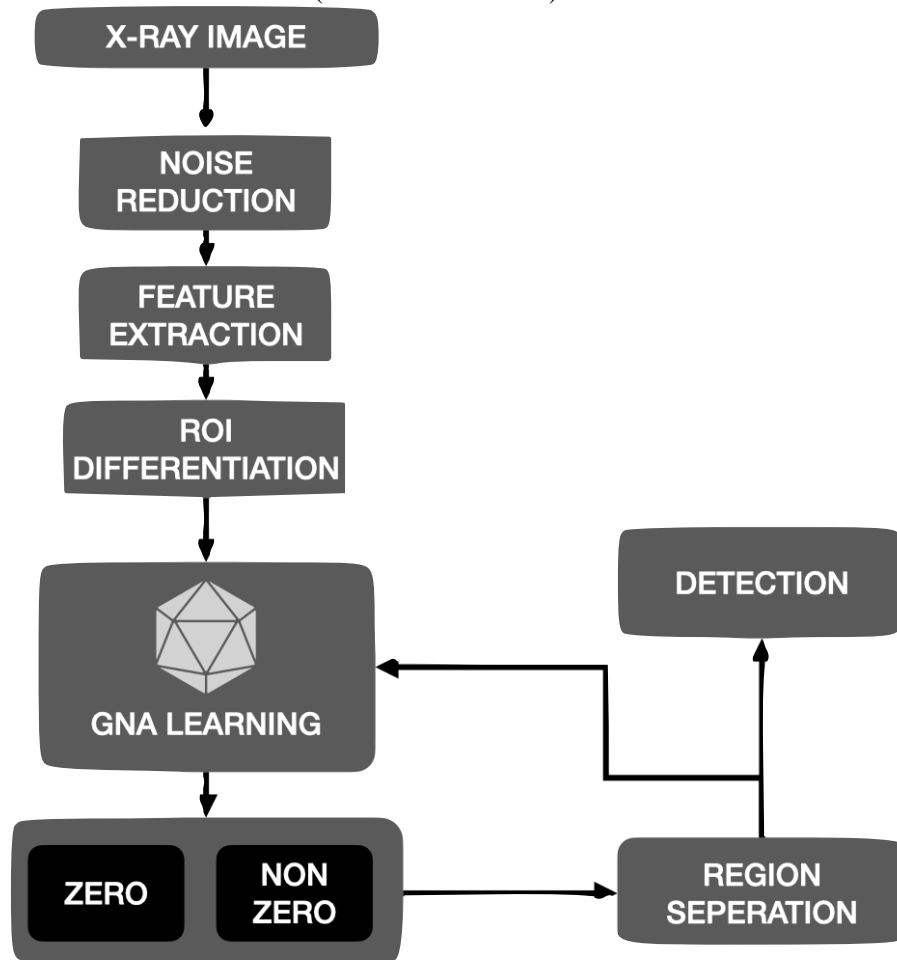 X-RAY IMAGE
NOISE
REDUCTION
FEATURE
EXTRACTION
ROI
DIFFERENTIATION
GNA LEARNING
ZERO
NON
ZERO
REGION
SEPERATION
DETECTION